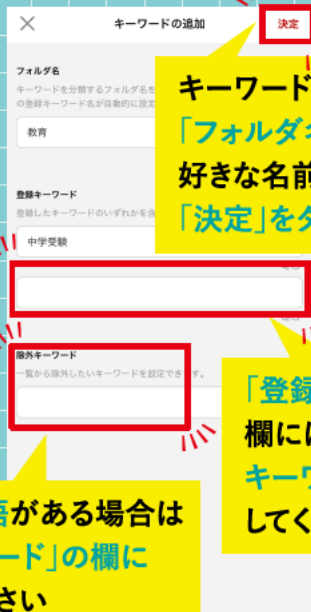 キーワードの追加
決定
フォルダ名
キーワードを分類するフォルダ名を
の登録キーワード名が自動的に設定
教育
キーワード
「フォルダ名
好きな名前
「決定」をタ
登録キーワード
登録したキーワードのいずれかを含
中学受験
除外キーワード
一覧から除外したいキーワードを設定できます。
「登録
欄に
キーワ
してく
語がある場合は
ード」の欄に
さい